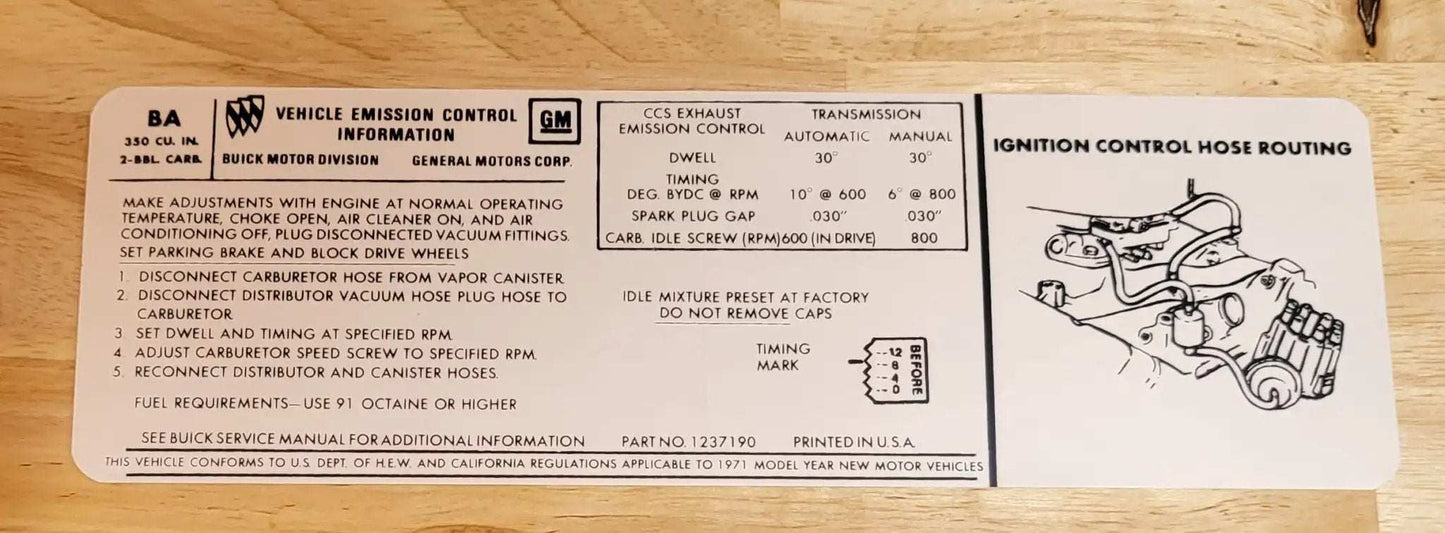 BA
350 CU. IN.
2-BBL. CARB.
VEHICLE EMISSION CONTROL
INFORMATION
GM
BUICK MOTOR DIVISION GENERAL MOTORS CORP.
MAKE ADJUSTMENTS WITH ENGINE AT NORMAL OPERATING
TEMPERATURE, CHOKE OPEN, AIR CLEANER ON, AND AIR
CONDITIONING OFF, PLUG DISCONNECTED VACUUM FITTINGS.
SET PARKING BRAKE AND BLOCK DRIVE WHEELS
1. DISCONNECT CARBURETOR HOSE FROM VAPOR CANISTER.
2. DISCONNECT DISTRIBUTOR VACUUM HOSE PLUG HOSE TO
CARBURETOR.
3 SET DWELL AND TIMING AT SPECIFIED RPM.
4 ADJUST CARBURETOR SPEED SCREW TO SPECIFIED RPM.
5. RECONNECT DISTRIBUTOR AND CANISTER HOSES.
FUEL REQUIREMENTS—USE 91 OCTAINE OR HIGHER
CCS EXHAUST TRANSMISSION
EMISSION CONTROL AUTOMATIC MANUAL
DWELL 30° 30°
TIMING
DEG. BYDC @ RPM 10° @ 600 6° @ 800
SPARK PLUG GAP .030" .030"
CARB. IDLE SCREW (RPM) 600 (IN DRIVE) 800
IDLE MIXTURE PRESET AT FACTORY
DO NOT REMOVE CAPS
TIMING
MARK
12
8
4
0
BEFORE
SEE BUICK SERVICE MANUAL FOR ADDITIONAL INFORMATION PART NO. 1237190 PRINTED IN U.S.A.
THIS VEHICLE CONFORMS TO U.S. DEPT. OF H.E.W. AND CALIFORNIA REGULATIONS APPLICABLE TO 1971 MODEL YEAR NEW MOTOR VEHICLES
IGNITION CONTROL HOSE ROUTING